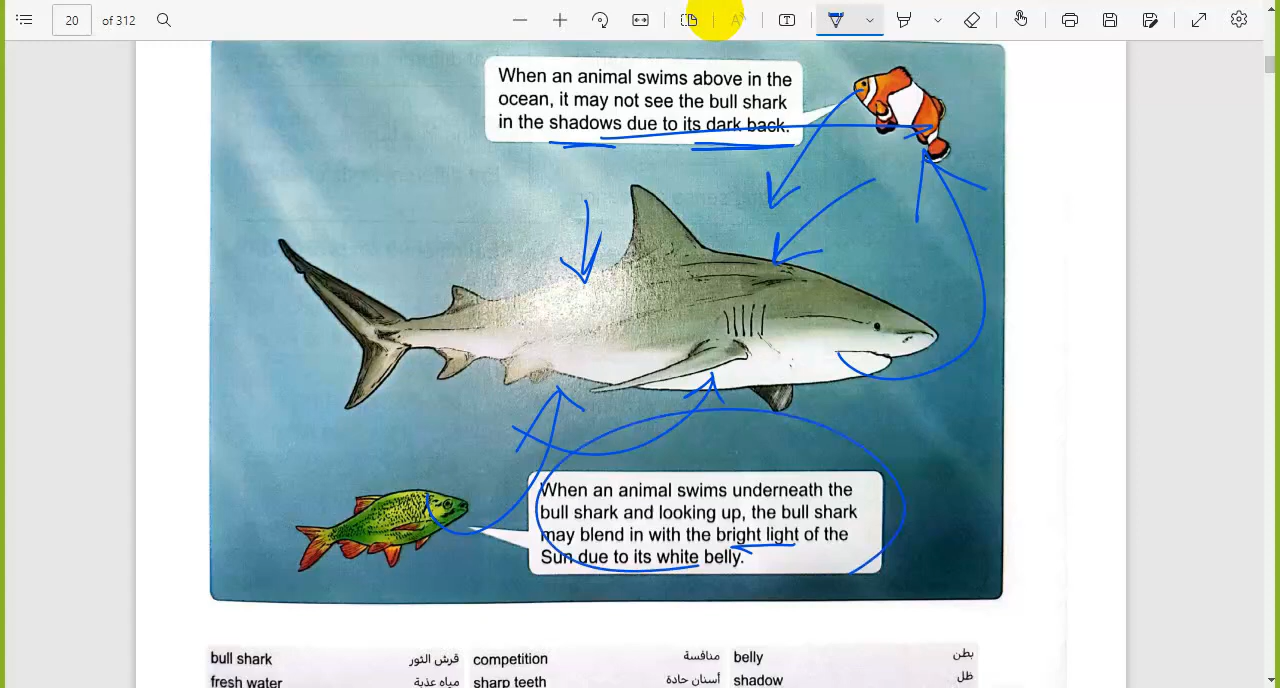 20 of 312
When an animal swims above in the
ocean, it may not see the bull shark
in the shadows due to its dark back.
When an animal swims underneath the
bull shark and looking up, the bull shark
may blend in with the bright light of the
Sun due to its white belly.
bull shark قرش الثور competition منافسة belly بطن
fresh water مياه عذبة sharp teeth أسنان حادة shadow ظل